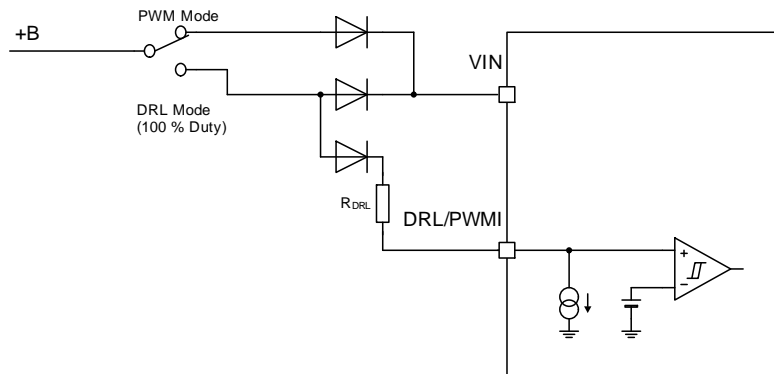 PWM Mode
+B
VIN
DRL Mode
(100 % Duty)
RDRL
DRL/PWMI
+
−